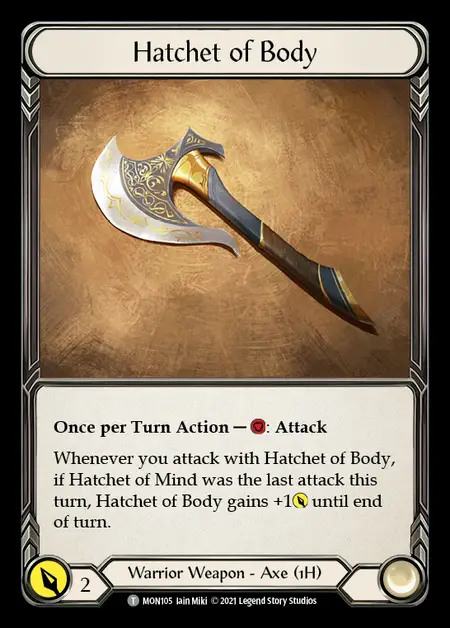 Hatchet of Body
Once per Turn Action — : Attack
Whenever you attack with Hatchet of Body,
if Hatchet of Mind was the last attack this
turn, Hatchet of Body gains +1 until end
of turn.
2
Warrior Weapon - Axe (1H)
T MON105 Iain Miki © 2021 Legend Story Studios